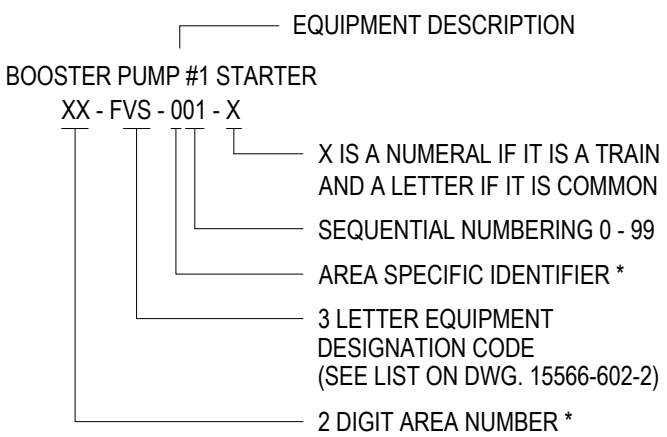 EQUIPMENT DESCRIPTION
BOOSTER PUMP #1 STARTER
XX - FVS - 001 - X
X IS A NUMERAL IF IT IS A TRAIN
AND A LETTER IF IT IS COMMON
SEQUENTIAL NUMBERING 0 - 99
AREA SPECIFIC IDENTIFIER *
3 LETTER EQUIPMENT
DESIGNATION CODE
(SEE LIST ON DWG. 15566-602-2)
2 DIGIT AREA NUMBER *